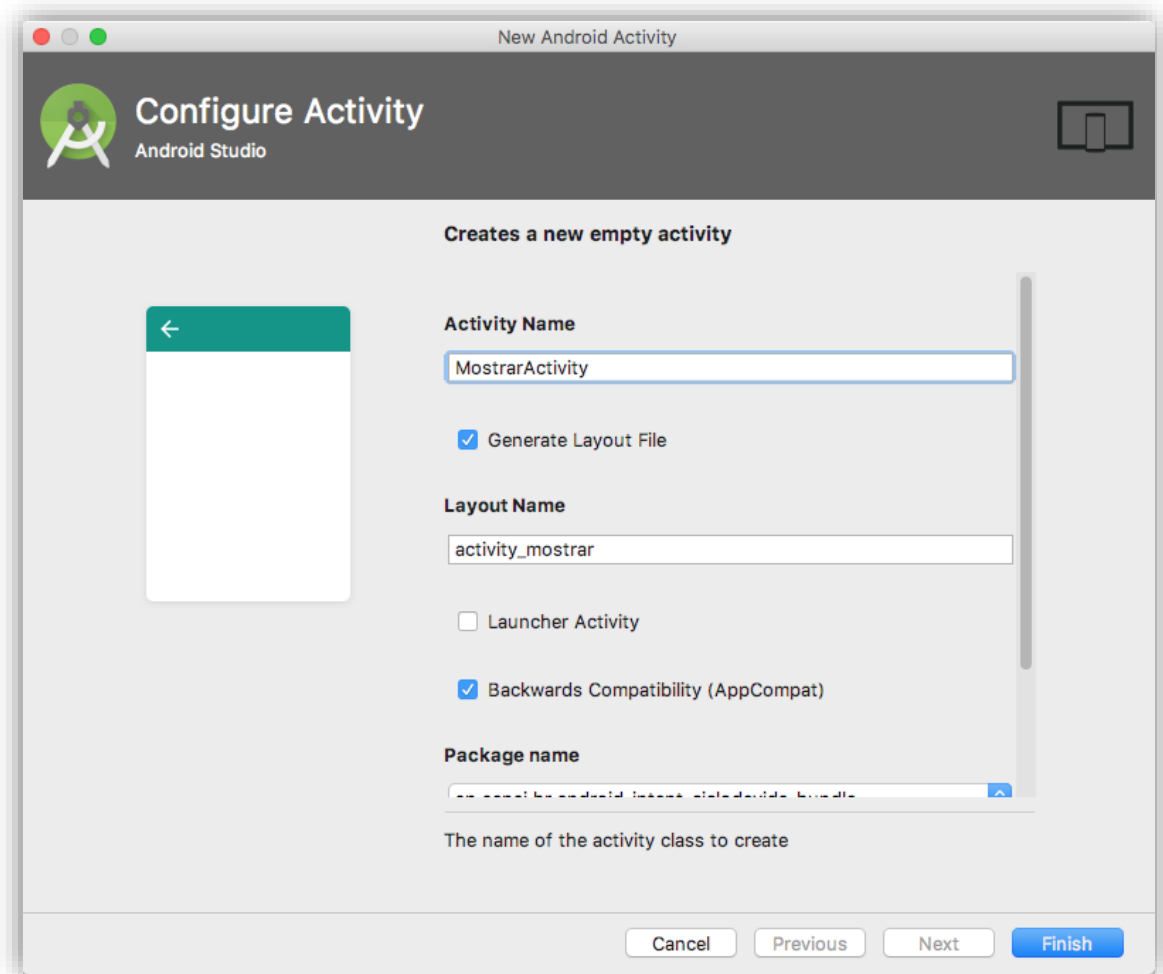 New Android Activity
Configure Activity
Android Studio
Creates a new empty activity
Activity Name
MostrarActivity
Generate Layout File
Layout Name
activity_mostrar
Launcher Activity
Backwards Compatibility (AppCompat)
Package name
The name of the activity class to create
Cancel
Previous
Next
Finish